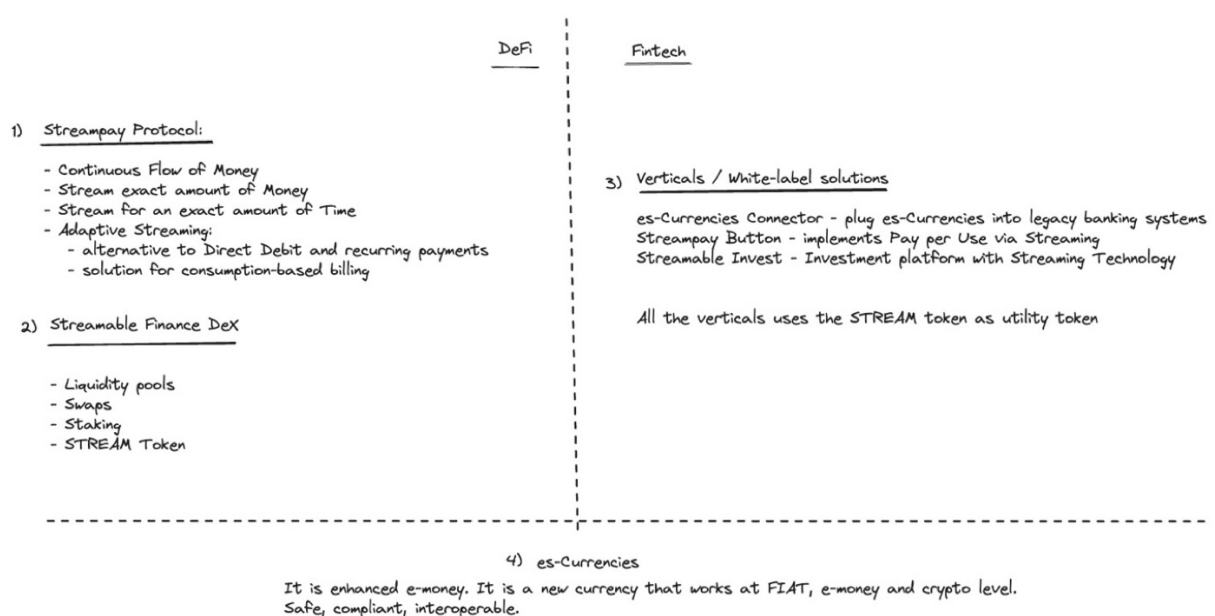 DeFi
Fintech
1) Streampay Protocol:
- Continuous Flow of Money
- Stream exact amount of Money
- Stream for an exact amount of Time
- Adaptive Streaming:
- alternative to Direct Debit and recurring payments
- solution for consumption-based billing
2) Streamable Finance DeX
- Liquidity pools
- Swaps
- Staking
- STREAM Token
3) Verticals / White-label solutions
es-Currencies Connector - plug es-Currencies into legacy banking systems
Streampay Button - implements Pay per Use via Streaming
Streamable Invest - Investment platform with Streaming Technology
All the verticals uses the STREAM token as utility token
4) es-Currencies
It is enhanced e-money. It is a new currency that works at FIAT, e-money and crypto level.
Safe, compliant, interoperable.